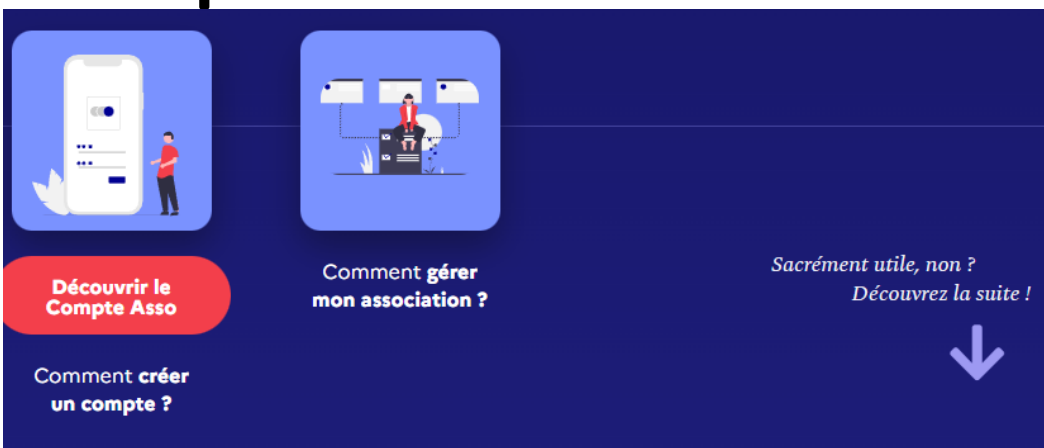 Découvrir le
Compte Asso
Comment créer
un compte ?
Comment gérer
mon association ?
Sacrément utile, non ?
Découvrez la suite !